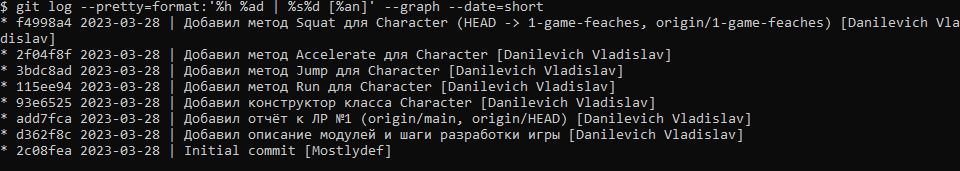 $ git log --pretty=format:'%h %ad | %s%d [%an]' --graph --date=short
* f4998a4 2023-03-28 | Добавил метод Squat для Character (HEAD -> 1-game-feaches, origin/1-game-feaches) [Danilevich Vla
dislav]
* 2f04f8f 2023-03-28 | Добавил метод Accelerate для Character [Danilevich Vladislav]
* 3bdc8ad 2023-03-28 | Добавил метод Jump для Character [Danilevich Vladislav]
* 115ee94 2023-03-28 | Добавил метод Run для Character [Danilevich Vladislav]
* 93e6525 2023-03-28 | Добавил конструктор класса Character [Danilevich Vladislav]
* add7fca 2023-03-28 | Добавил отчёт к ЛР №1 (origin/main, origin/HEAD) [Danilevich Vladislav]
* d362f8c 2023-03-28 | Добавил описание модулей и шаги разработки игры [Danilevich Vladislav]
* 2c08fea 2023-03-28 | Initial commit [Mostlydef]